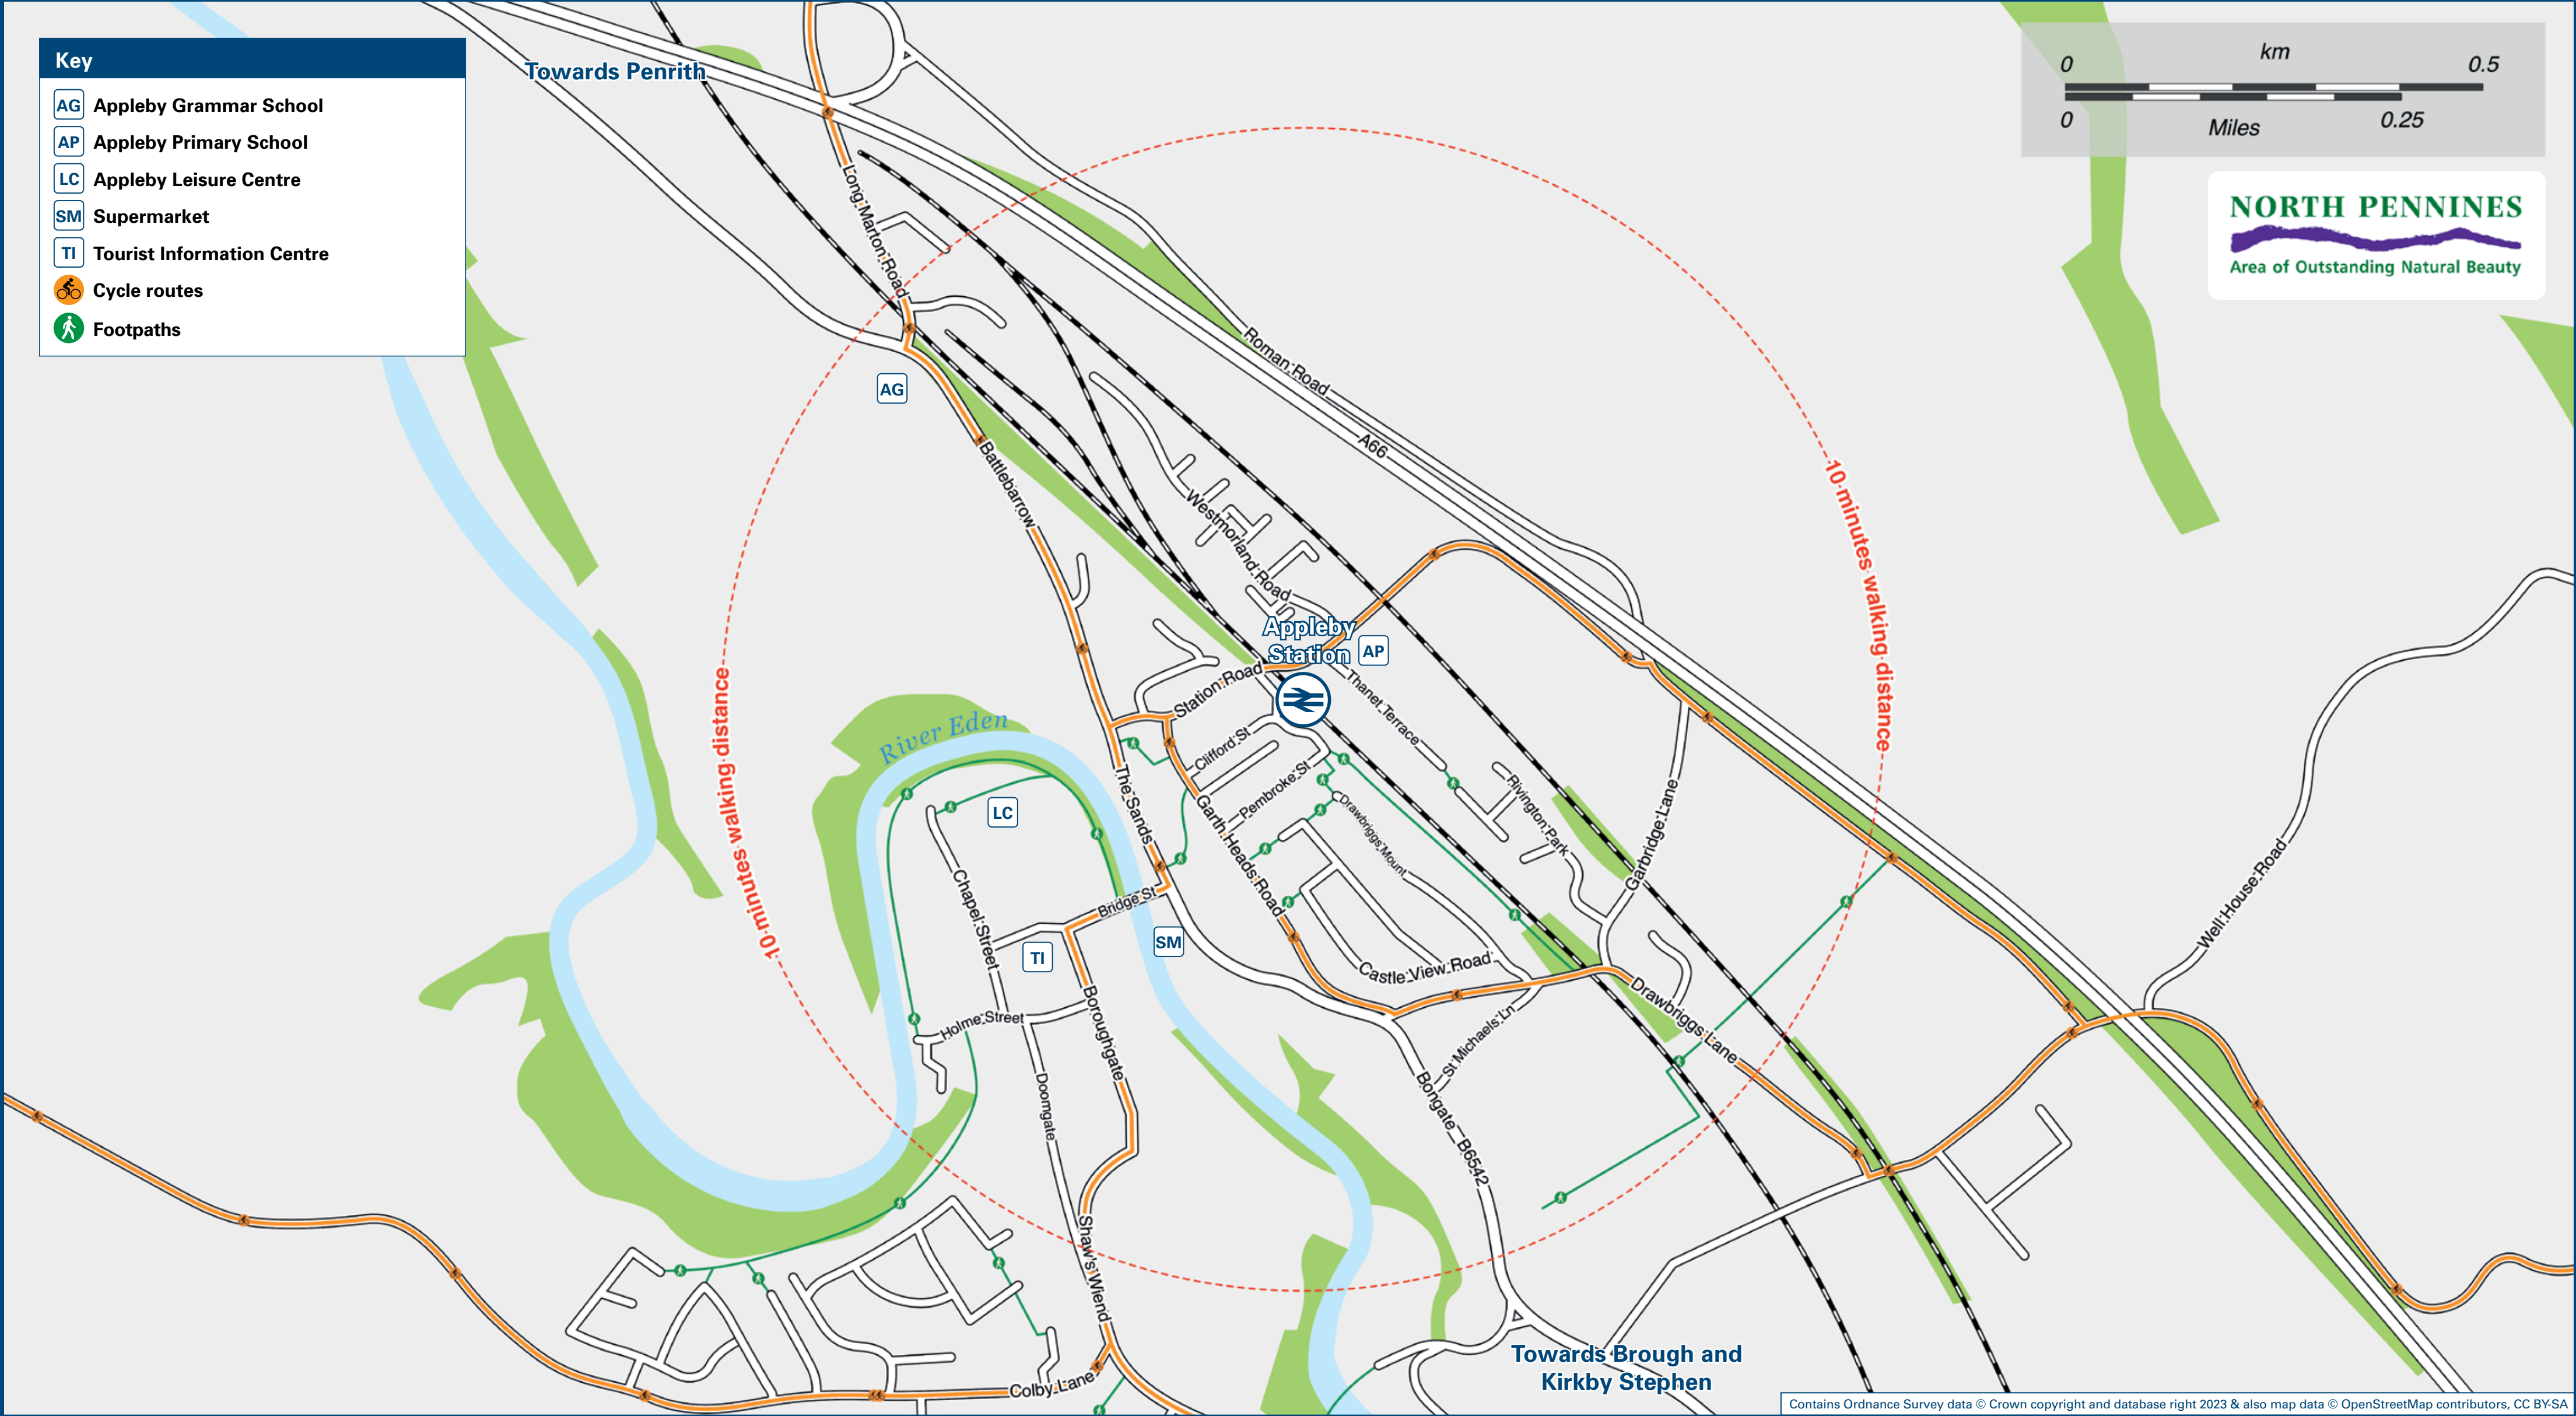 Key
AG Appleby Grammar School
AP Appleby Primary School
LC Appleby Leisure Centre
SM Supermarket
TI Tourist Information Centre
Cycle routes
Footpaths
Towards Penrith
km
0 0.5
0 Miles 0.25
NORTH PENNINES
Area of Outstanding Natural Beauty
Long Marton Road
Roman Road
A66
AG
Battlebarrow
Westmorland Road
10 minutes walking distance
Appleby
Station
AP
Station Road
Thanet Terrace
River Eden
Clifford St
Pembroke St
The Sands
Garth Heads Road
Drawbriggs Mount
Rivington Park
Garbridge Lane
10 minutes walking distance
LC
Chapel Street
Bridge St
SM
TI
Castle View Road
Well House Road
Holme Street
Boroughgate
Drawbriggs Lane
St Michaels Ln
Doomgate
Bongate B6542
Shaw's Wiend
Colby Lane
Towards Brough and
Kirkby Stephen
Contains Ordnance Survey data © Crown copyright and database right 2023 & also map data © OpenStreetMap contributors, CC BY-SA